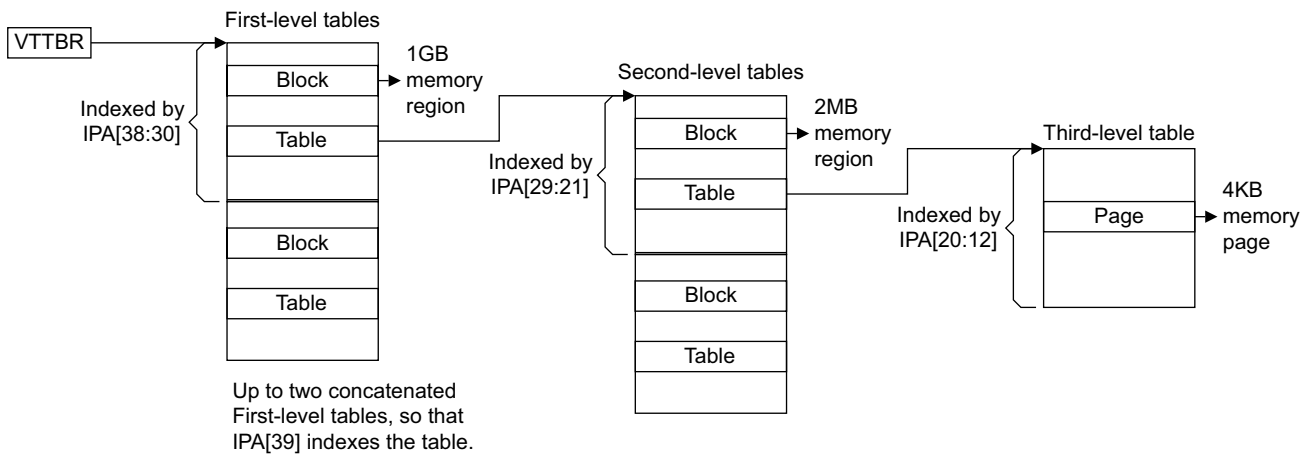 First-level tables
VTTBR
Block
1GB
memory
region
Indexed by
IPA[38:30]
Table
Block
Table
Up to two concatenated
First-level tables, so that
IPA[39] indexes the table.
Second-level tables
Block
2MB
memory
region
Indexed by
IPA[29:21]
Table
Block
Table
Third-level table
Indexed by
IPA[20:12]
Page
4KB
memory
page